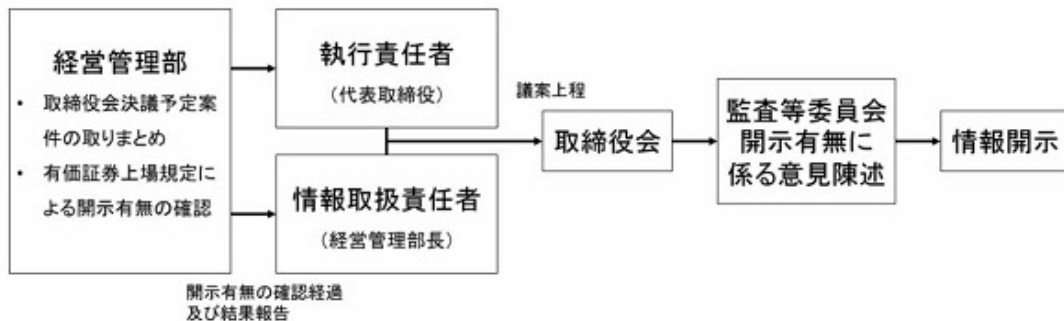 経営管理部
• 取締役会決議予定案
件の取りまとめ
• 有価証券上場規定に
よる開示有無の確認
開示有無の確認経過
及び結果報告
執行責任者
（代表取締役）
情報取扱責任者
（経営管理部長）
議案上程
取締役会
監査等委員会
開示有無に
係る意見陳述
情報開示